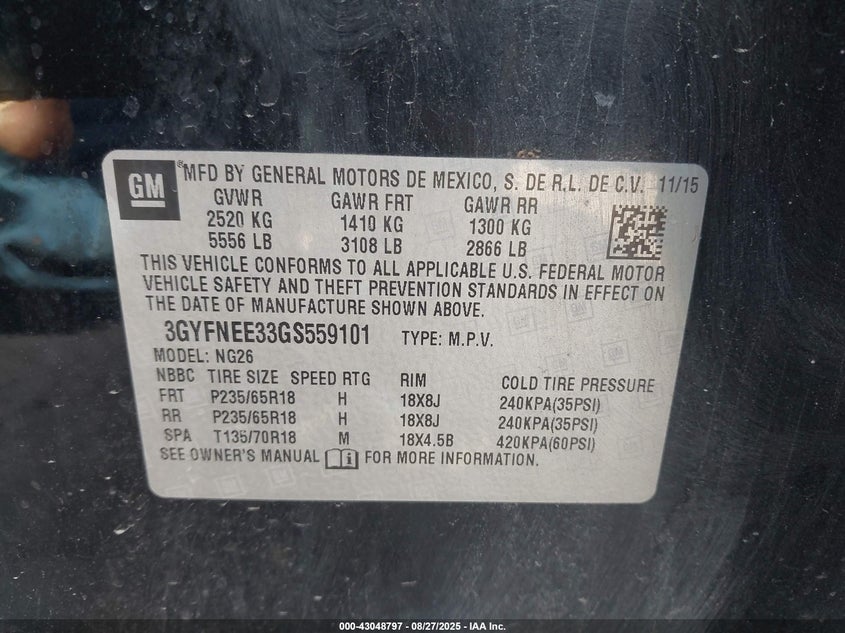 GM
®MFD BY GENERAL MOTORS DE MEXICO, S. DE R.L. DE C.V. 11/15
GVWR GAWR FRT GAWR RR
2520 KG 1410 KG 1300 KG
5556 LB 3108 LB 2866 LB
THIS VEHICLE CONFORMS TO ALL APPLICABLE U.S. FEDERAL MOTOR
VEHICLE SAFETY AND THEFT PREVENTION STANDARDS IN EFFECT ON
THE DATE OF MANUFACTURE SHOWN ABOVE.
3GYFNEE33GS559101 TYPE: M.P.V.
MODEL: NG26
NBBC TIRE SIZE SPEED RTG RIM COLD TIRE PRESSURE
FRT P235/65R18 H 18X8J 240KPA(35PSI)
RR P235/65R18 H 18X8J 240KPA(35PSI)
SPA T135/70R18 M 18X4.5B 420KPA(60PSI)
SEE OWNER'S MANUAL FOR MORE INFORMATION.
000-43048797 - 08/27/2025 - IAA Inc.